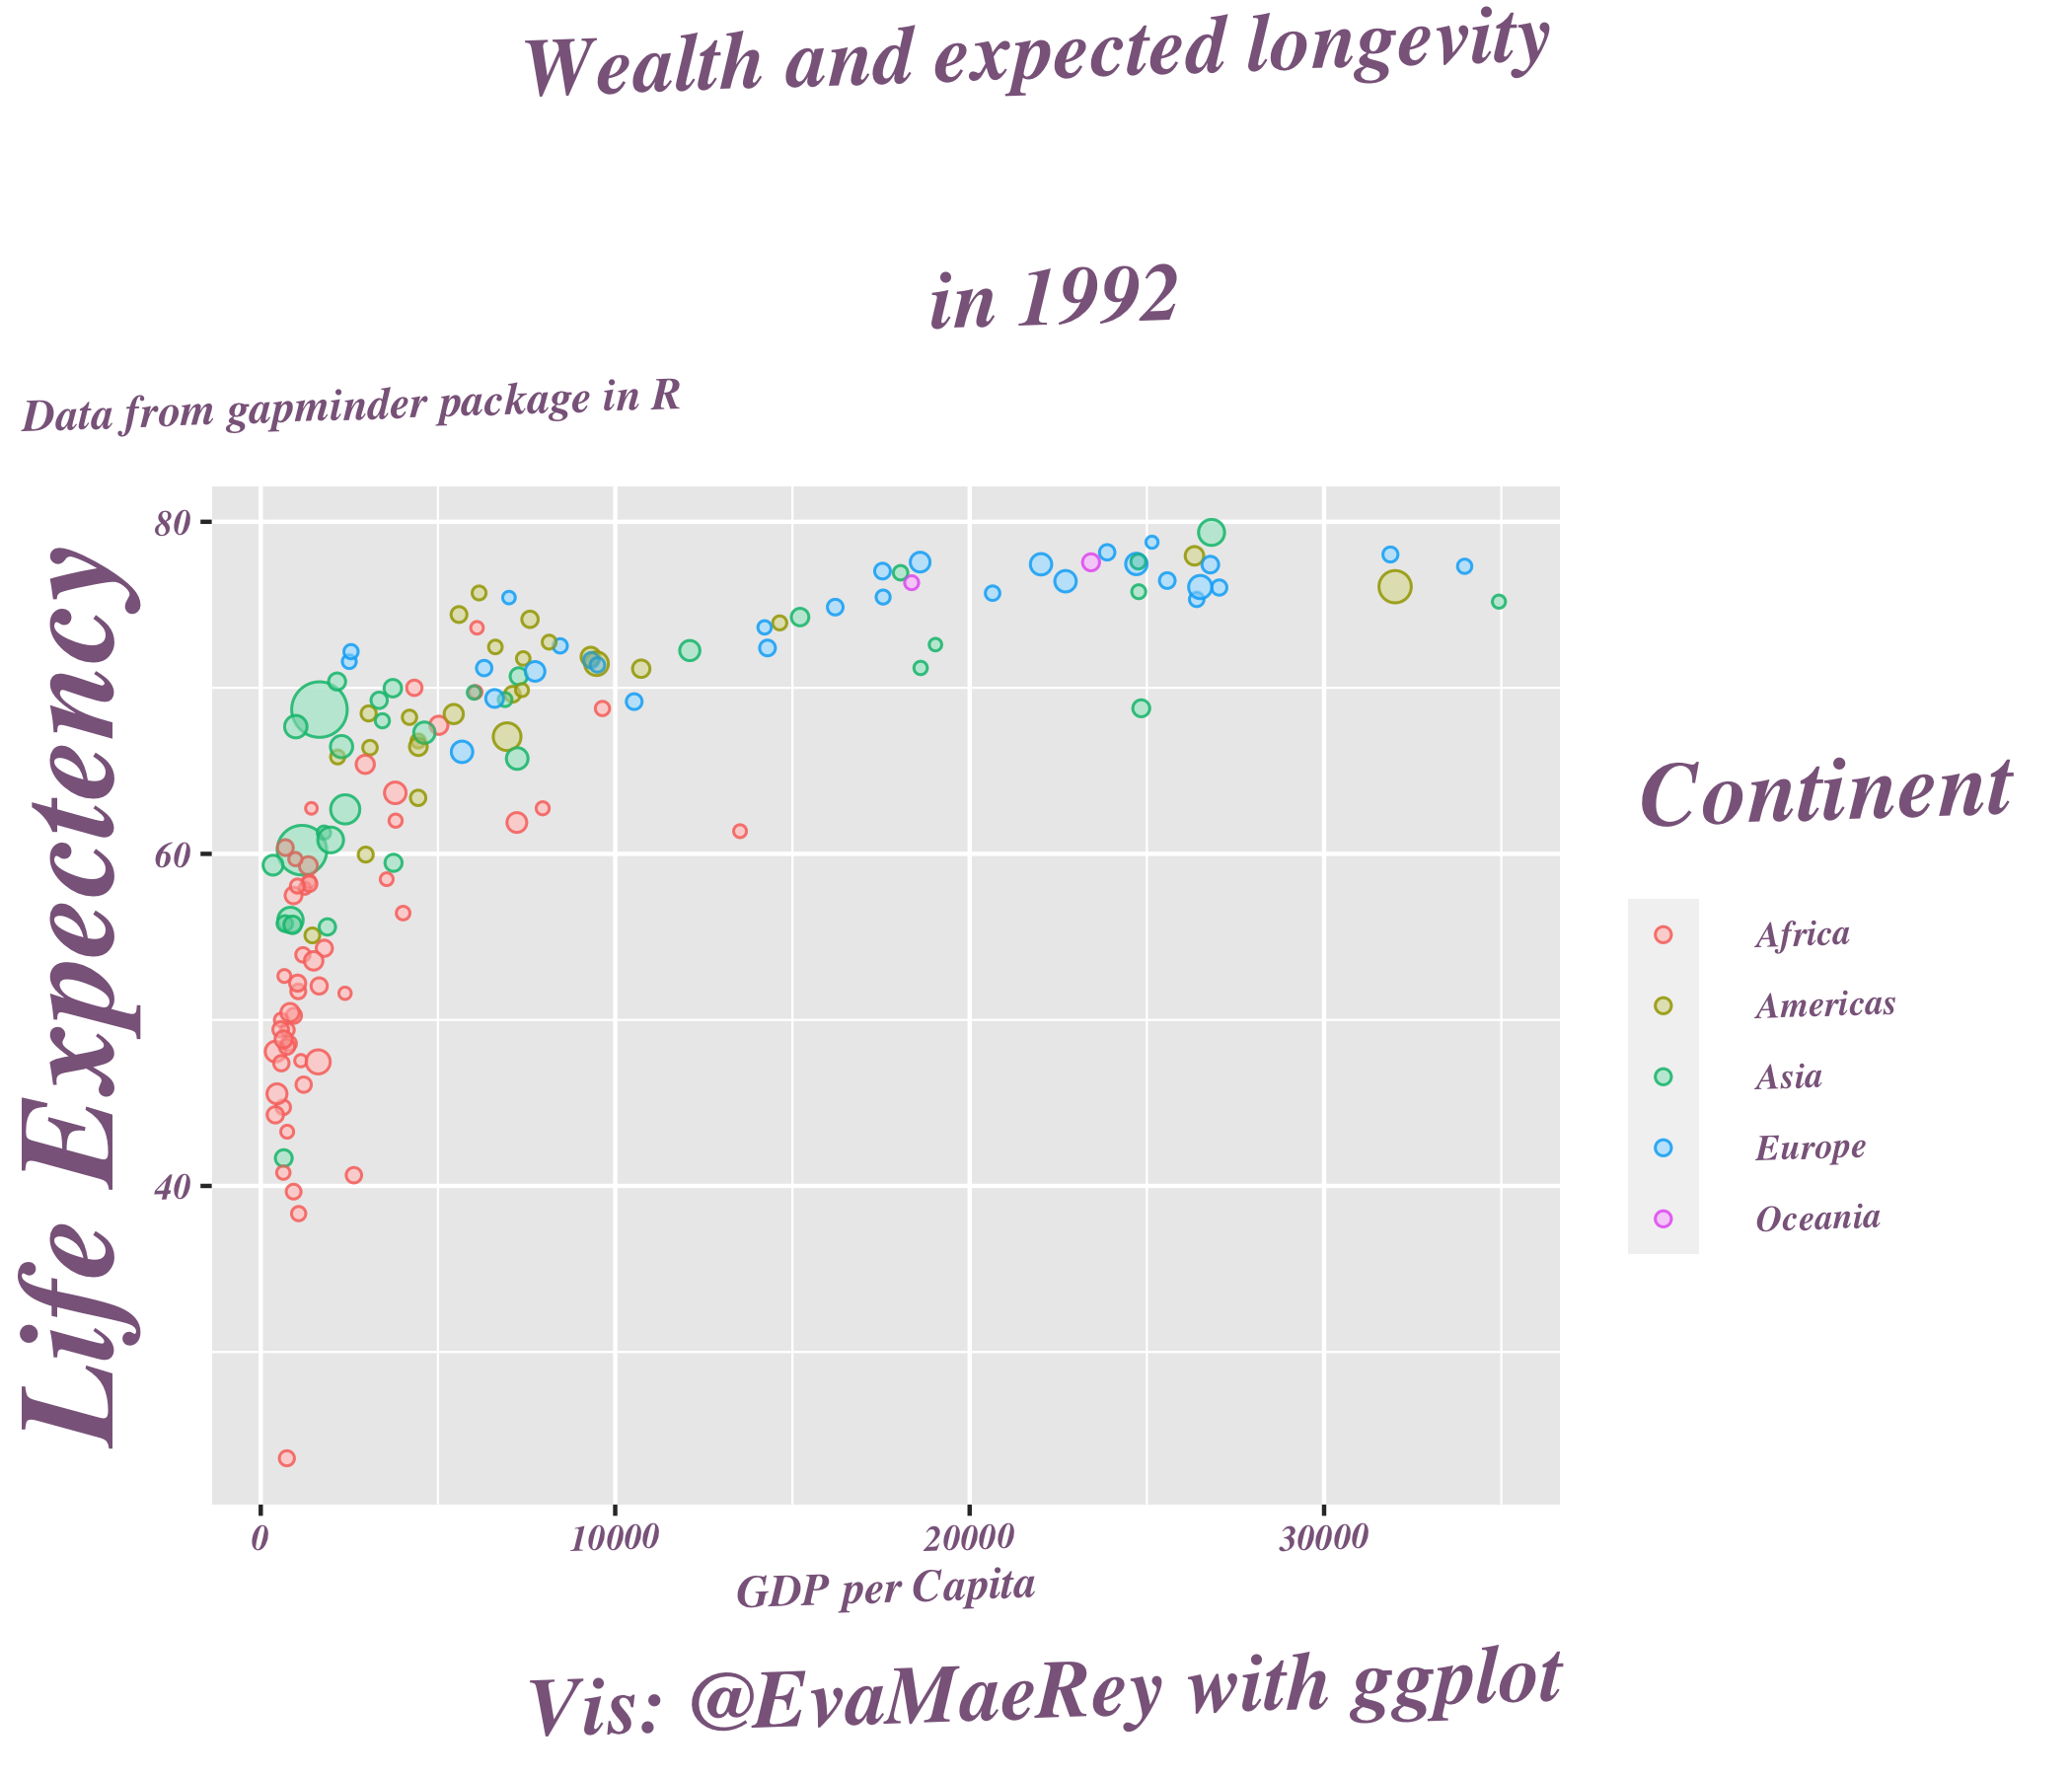 Wealth and expected longevity
in 1992
Data from gapminder package in R
Life Expectency
80
60
40
0
10000
20000
30000
GDP per Capita
Continent
Africa
Americas
Asia
Europe
Oceania
Vis: @EvaMaeRey with ggplot